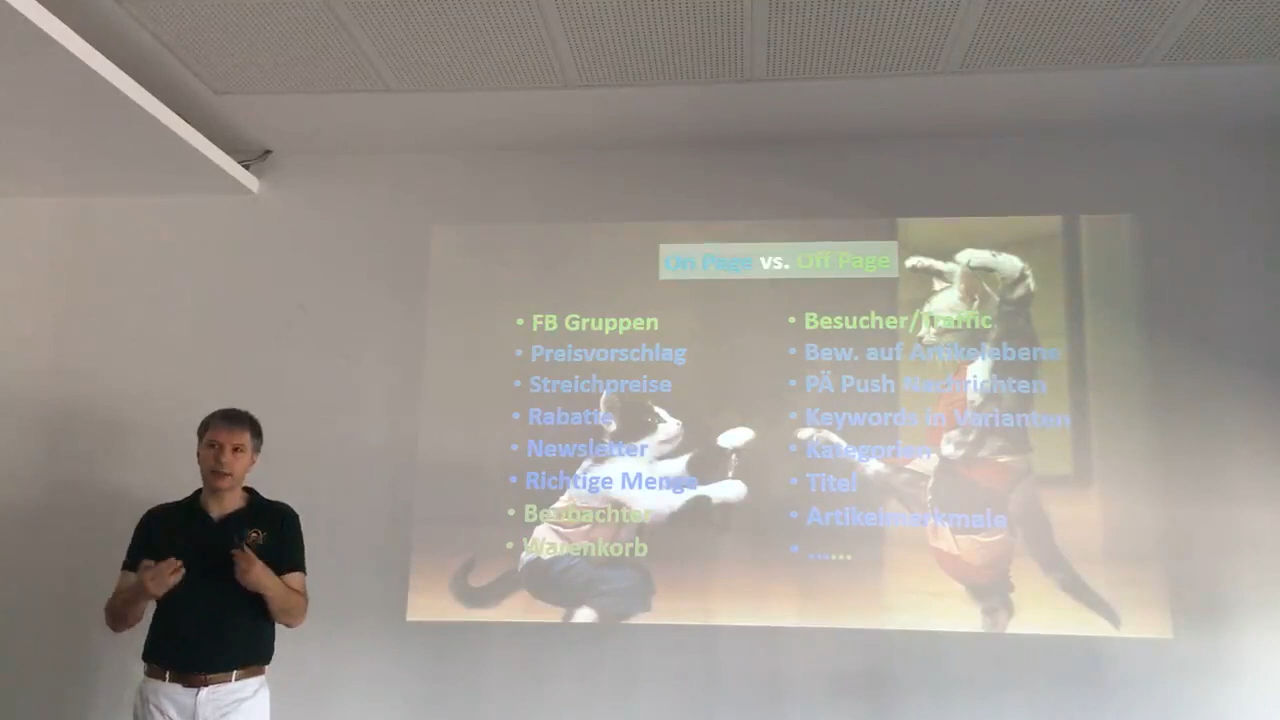 On Page vs. Off Page
• FB Gruppen
• Preisvorschlag
• Streichpreise
• Rabatte
• Newsletter
• Richtige Menge
• Beobachter
• Warenkorb
• Besucher/Traffic
• Bew. auf Artikelebene
• PÄ Push Nachrichten
• Keywords in Varianten
• Kategorien
• Titel
• Artikelmerkmale
• ......